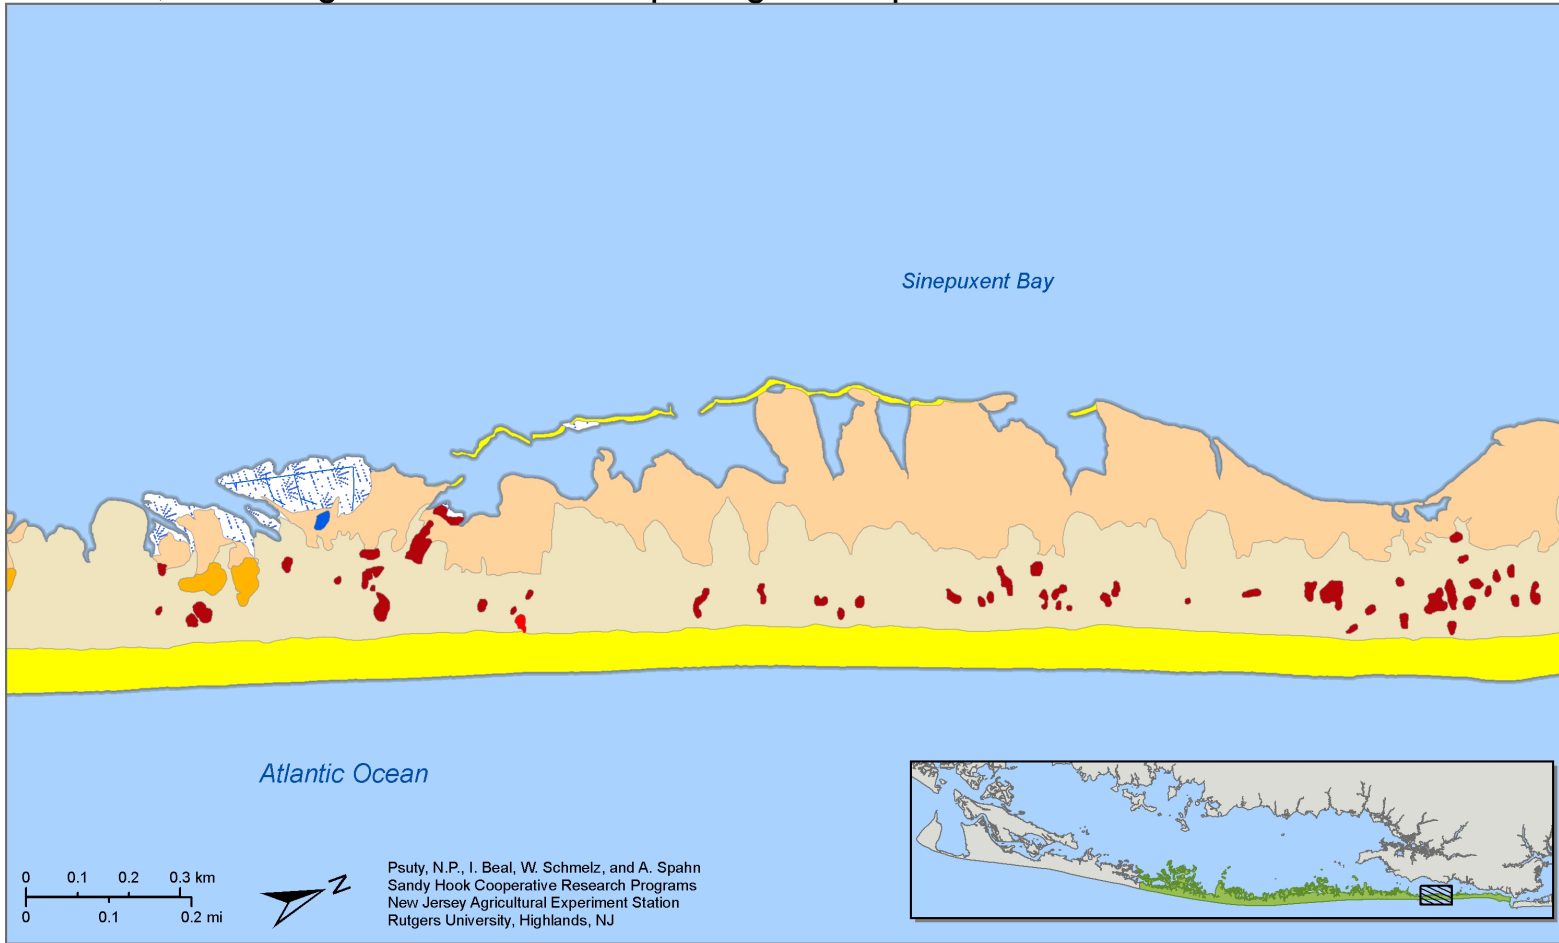 Sinepuxent Bay
Atlantic Ocean
0 0.1 0.2 0.3 km
0 0.1 0.2 mi
N
Psuty, N.P., I. Beal, W. Schmelz, and A. Spahn
Sandy Hook Cooperative Research Programs
New Jersey Agricultural Experiment Station
Rutgers University, Highlands, NJ